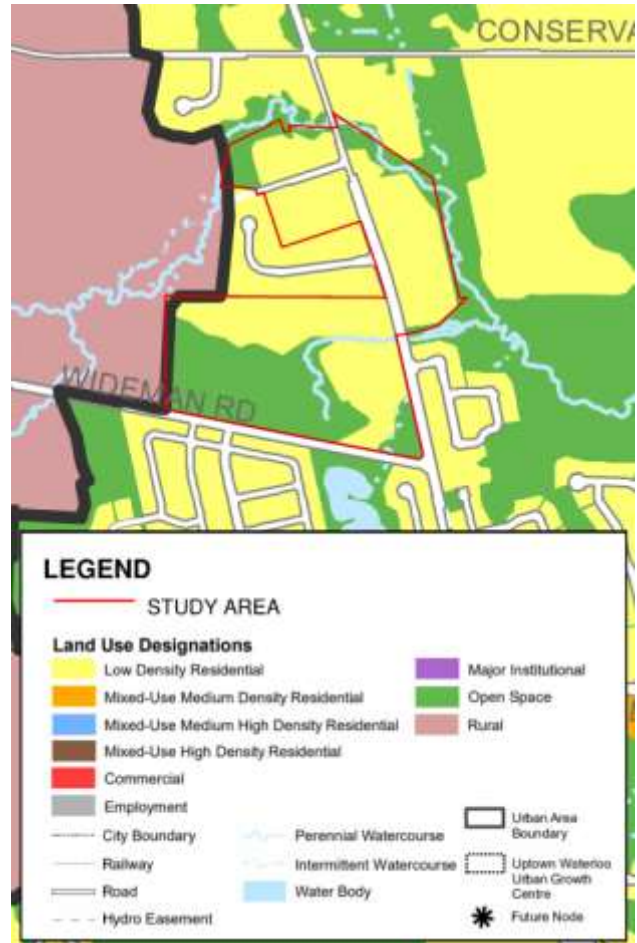 CONSERVA
WIDEMAN RD
LEGEND
STUDY AREA
Land Use Designations
Low Density Residential
Mixed-Use Medium Density Residential
Mixed-Use Medium High Density Residential
Mixed-Use High Density Residential
Commercial
Employment
Major Institutional
Open Space
Rural
City Boundary
Railway
Road
Hydro Easement
Perennial Watercourse
Intermittent Watercourse
Water Body
Urban Area
Boundary
Uptown Waterloo
Urban Growth
Centre
Future Node